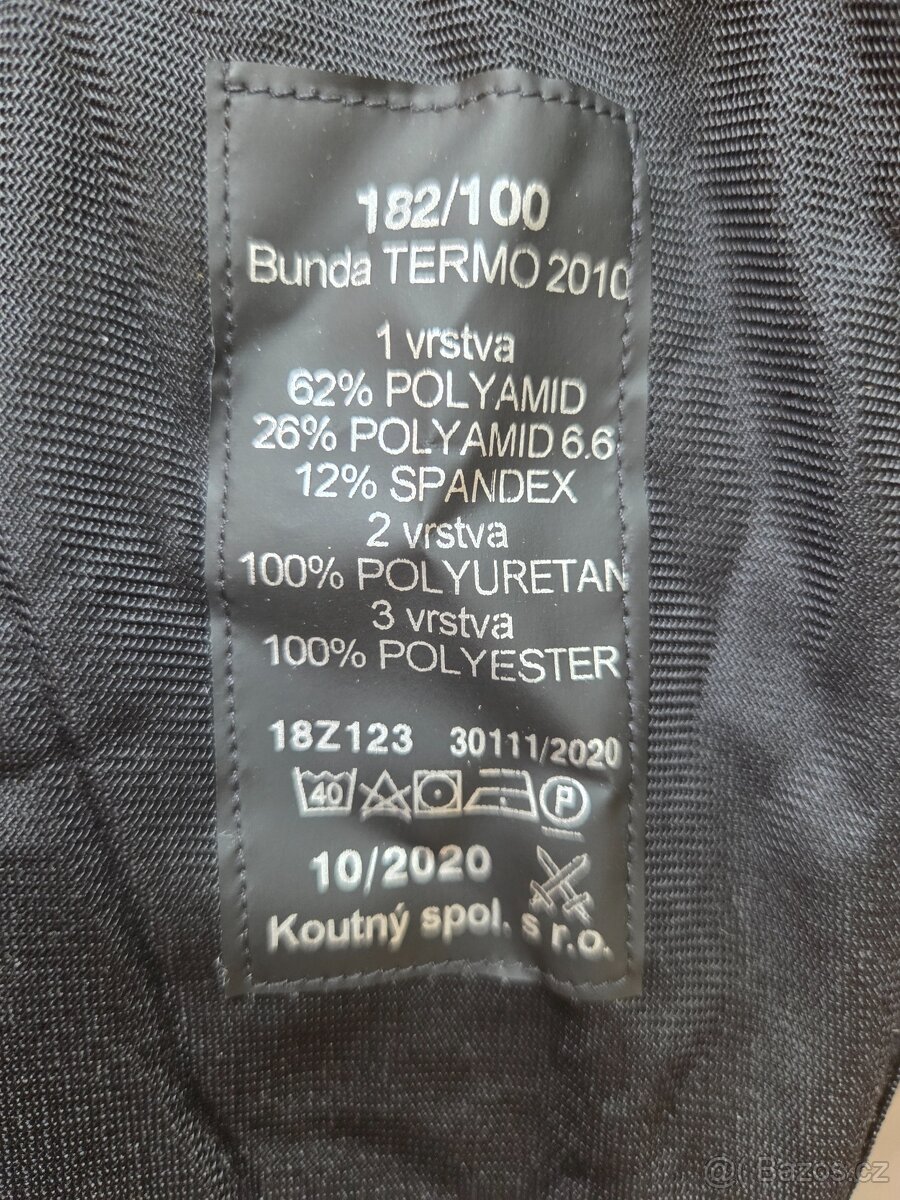 182/100
Bunda TERMO 2010
1 vrstva
62% POLYAMID
26% POLYAMID 6.6
12% SPANDEX
2 vrstva
100% POLYURETAN
3 vrstva
100% POLYESTER
18Z123 30111/2020
40 P
10/2020
Koutný spol. s r.o.
@ Bazos.cz